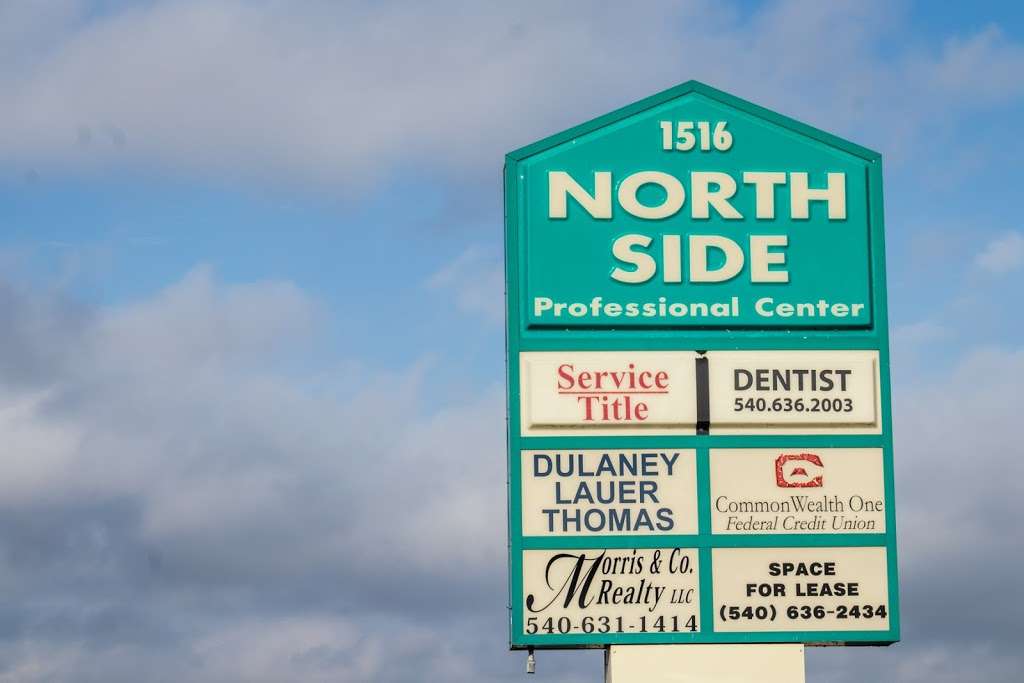 1516
NORTH
SIDE
Professional Center
Service
Title
DENTIST
540.636.2003
DULANEY
LAUER
THOMAS
CommonWealth One
Federal Credit Union
Morris & Co.
Realty LLC
540-631-1414
SPACE
FOR LEASE
(540) 636-2434